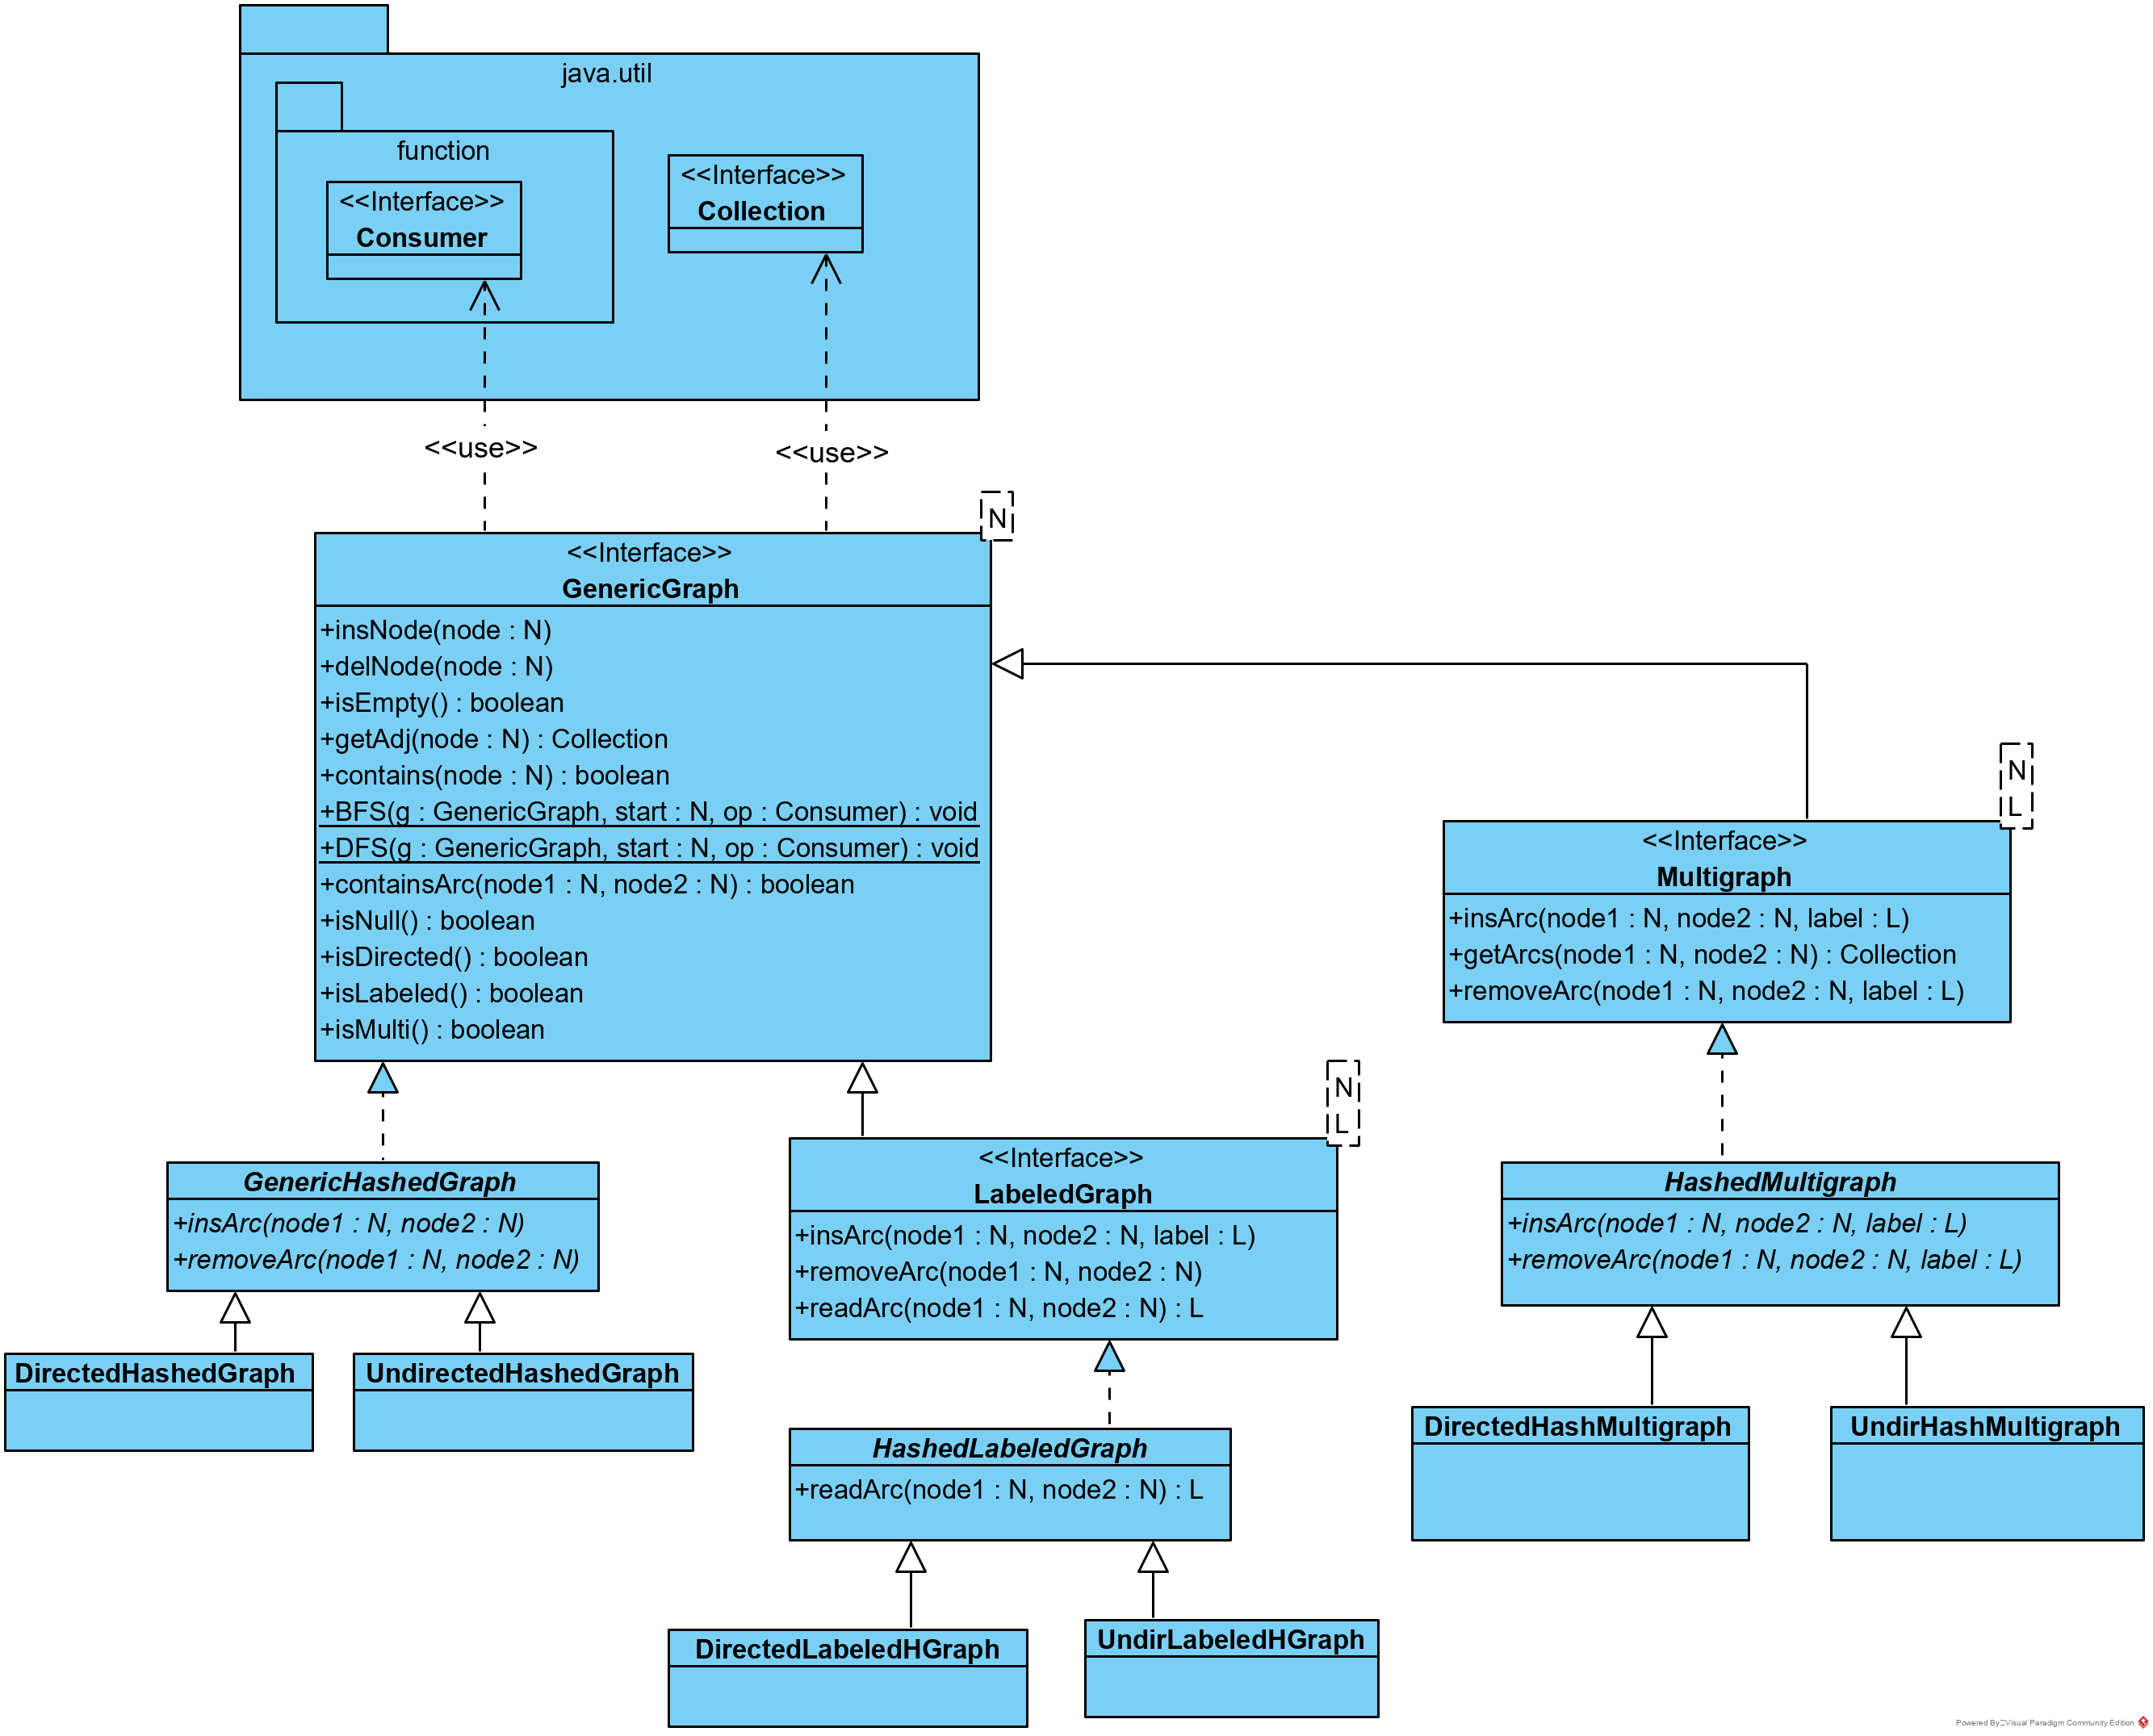 java.util
function
<<Interface>>
Consumer
<<Interface>>
Collection
<<use>>
<<use>>
N
<<Interface>>
GenericGraph
+insNode(node : N)
+delNode(node : N)
+isEmpty() : boolean
+getAdj(node : N) : Collection
+contains(node : N) : boolean
+BFS(g : GenericGraph, start : N, op : Consumer) : void
+DFS(g : GenericGraph, start : N, op : Consumer) : void
+containsArc(node1 : N, node2 : N) : boolean
+isNull() : boolean
+isDirected() : boolean
+isLabeled() : boolean
+isMulti() : boolean
N
L
<<Interface>>
Multigraph
+insArc(node1 : N, node2 : N, label : L)
+getArcs(node1 : N, node2 : N) : Collection
+removeArc(node1 : N, node2 : N, label : L)
GenericHashedGraph
+insArc(node1 : N, node2 : N)
+removeArc(node1 : N, node2 : N)
N
L
<<Interface>>
LabeledGraph
+insArc(node1 : N, node2 : N, label : L)
+removeArc(node1 : N, node2 : N)
+readArc(node1 : N, node2 : N) : L
HashedMultigraph
+insArc(node1 : N, node2 : N, label : L)
+removeArc(node1 : N, node2 : N, label : L)
DirectedHashedGraph
UndirectedHashedGraph
HashedLabeledGraph
+readArc(node1 : N, node2 : N) : L
DirectedHashMultigraph
UndirHashMultigraph
DirectedLabeledHGraph
UndirLabeledHGraph
Powered By Visual Paradigm Community Edition